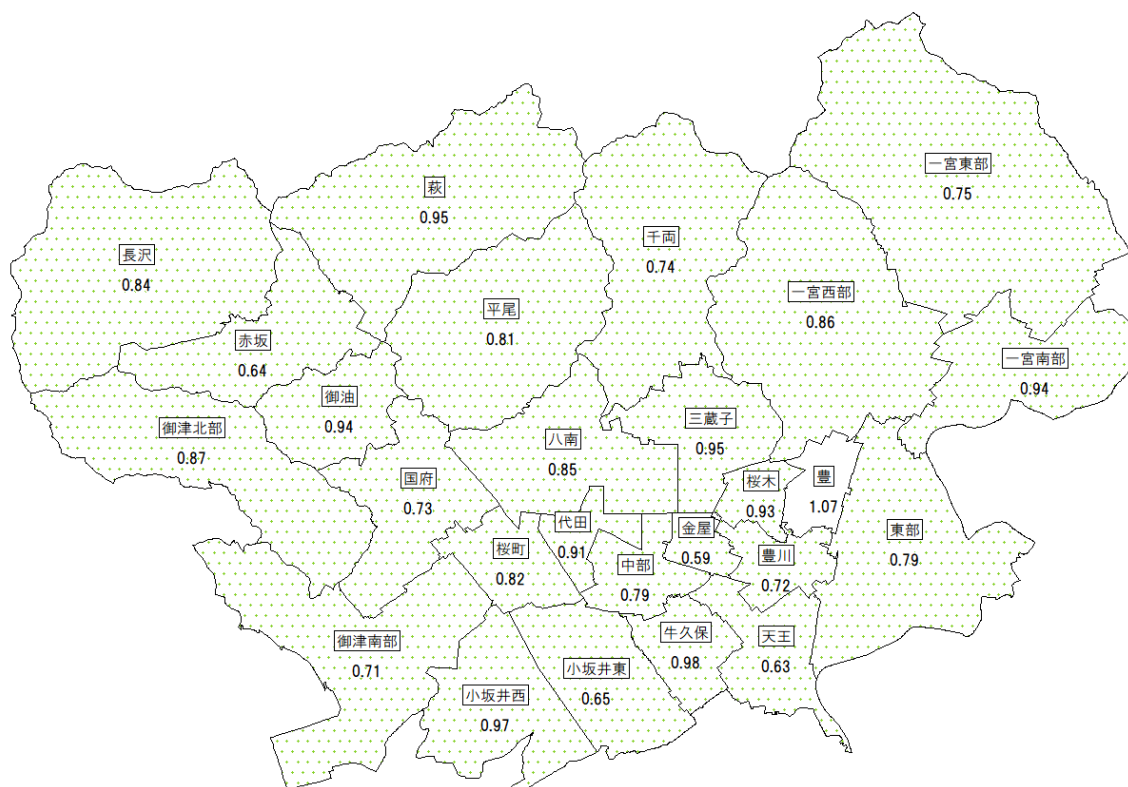 一宮東部
0.75
萩
0.95
千両
0.74
長沢
0.84
一宮西部
0.86
平尾
0.81
赤坂
0.64
一宮南部
0.94
御油
0.94
三蔵子
0.95
御津北部
0.87
八南
0.85
国府
0.73
桜木
0.93
豊
1.07
代田
0.91
金屋
0.59
東部
0.79
桜町
0.82
中部
0.79
豊川
0.72
御津南部
0.71
牛久保
0.98
天王
0.63
小坂井東
0.65
小坂井西
0.97